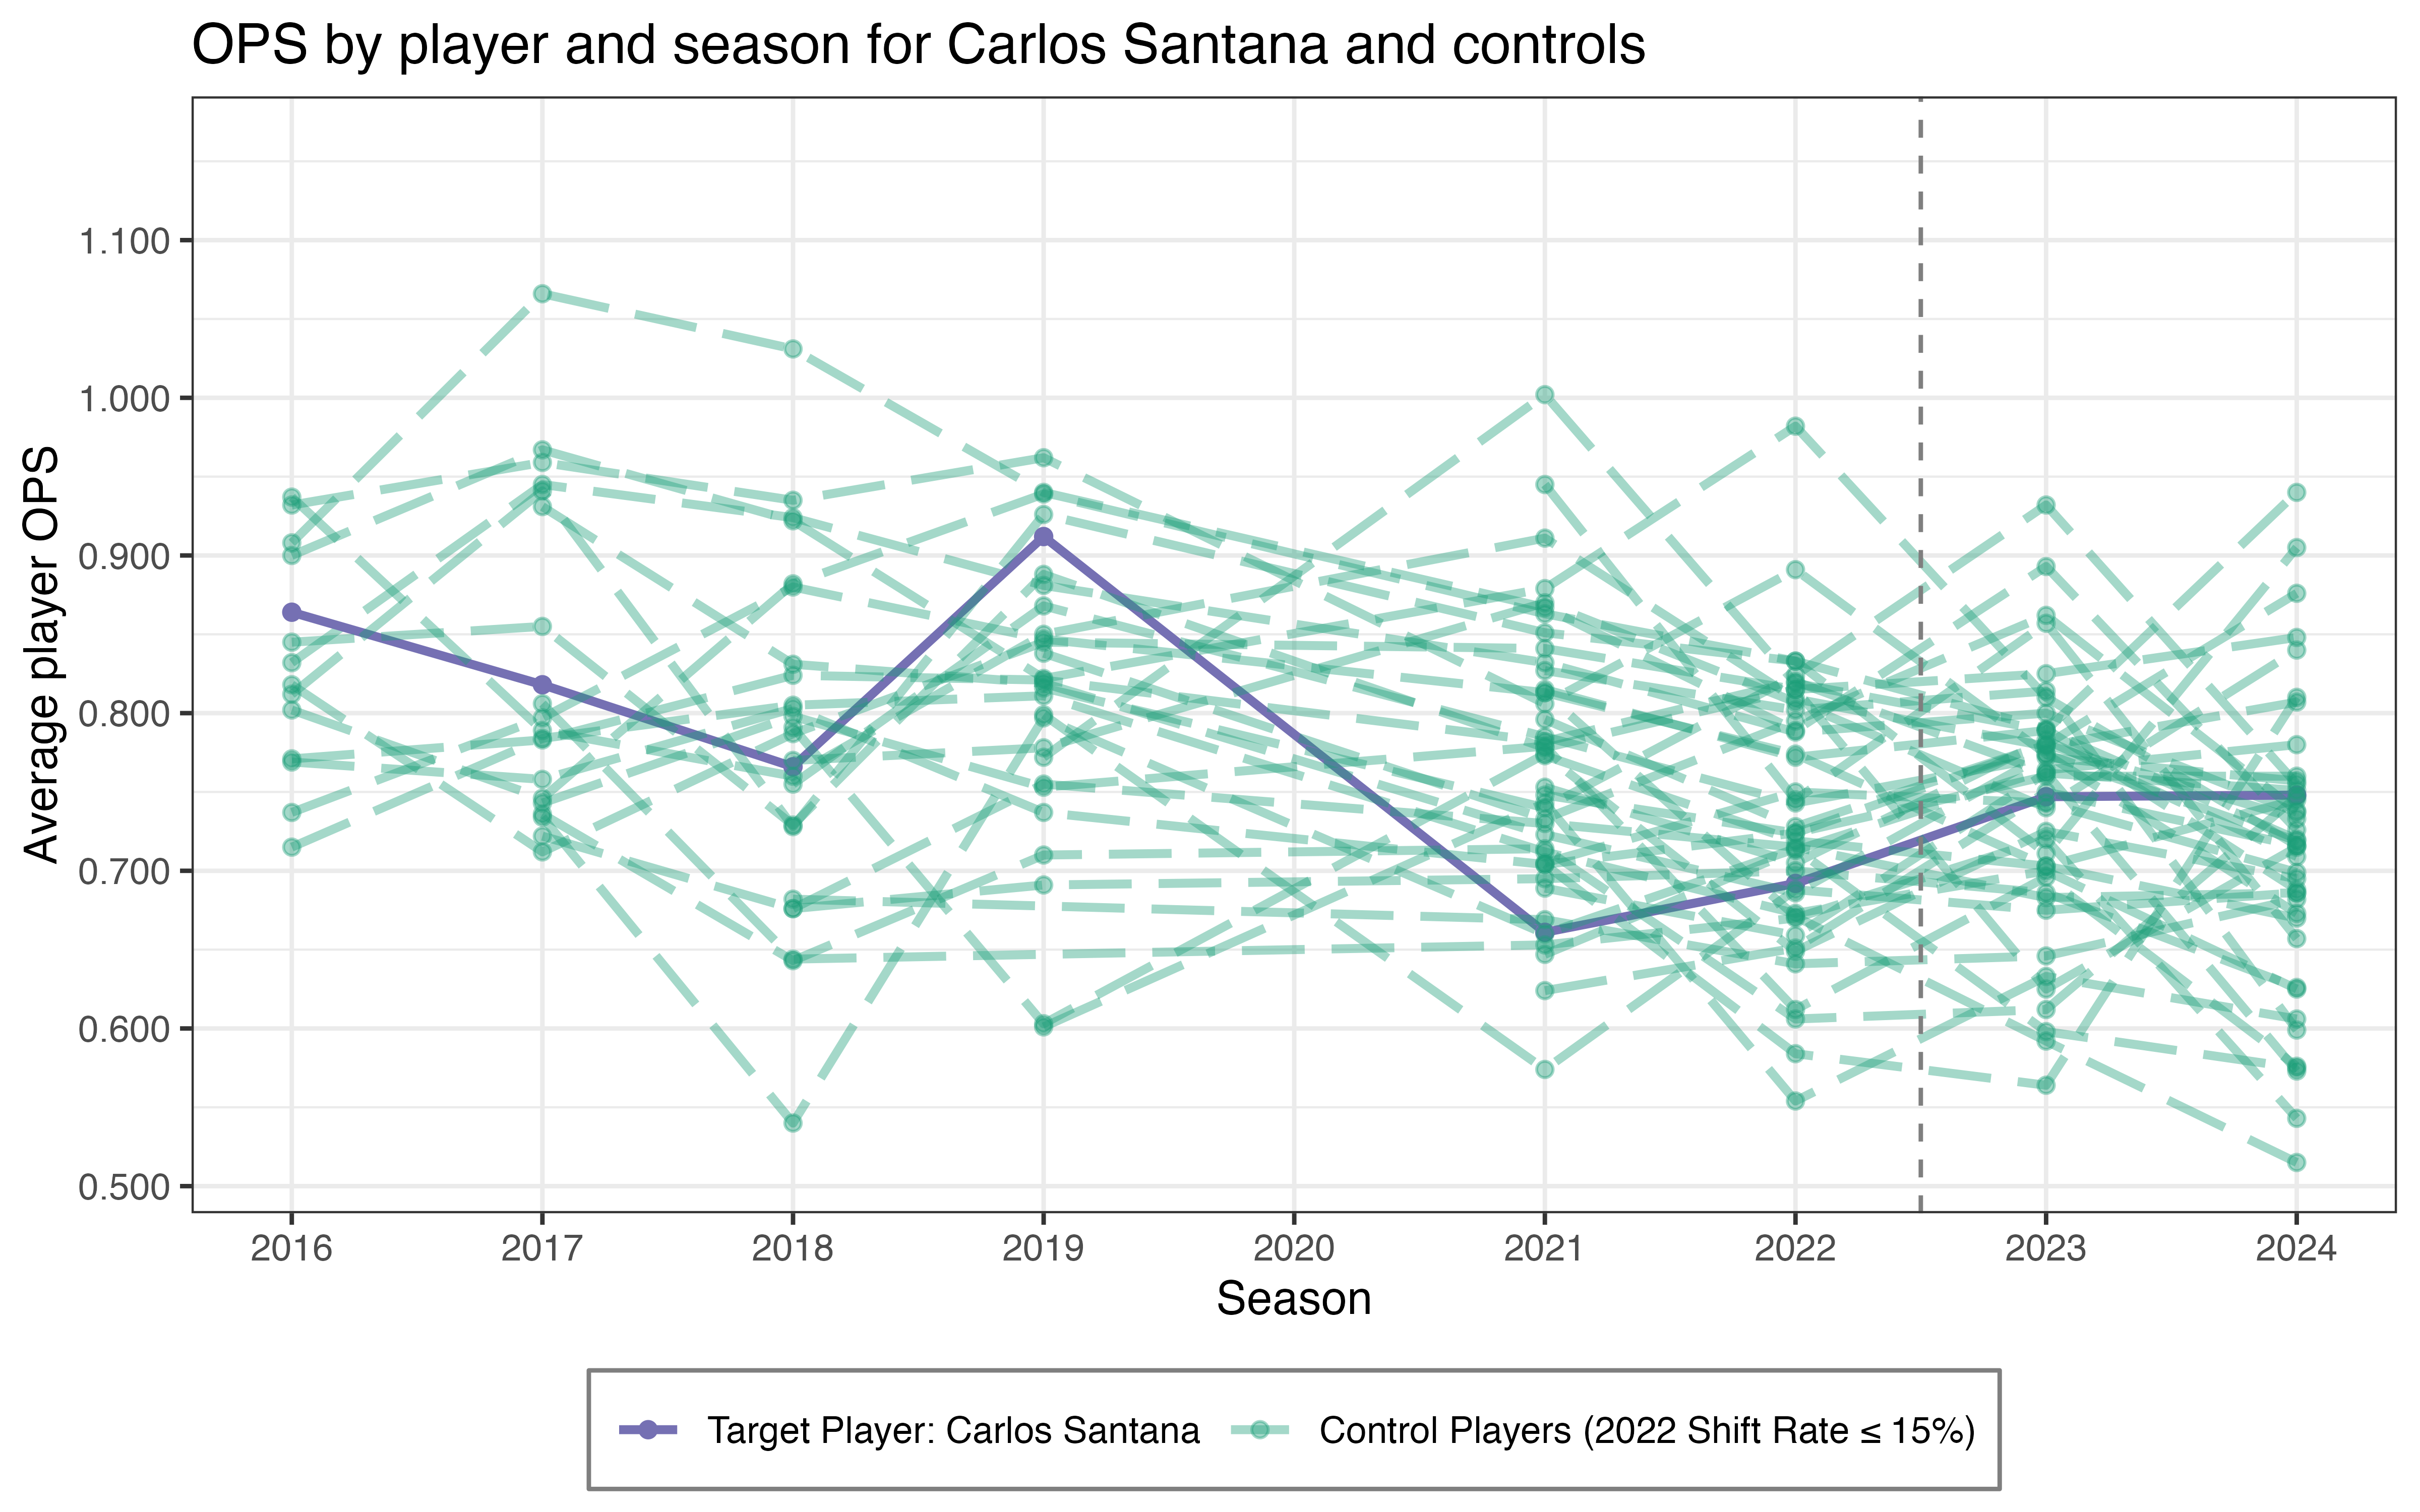 OPS by player and season for Carlos Santana and controls
Average player OPS
1.100
1.000
0.900
0.800
0.700
0.600
0.500
2016 2017 2018 2019 2020 2021 2022 2023 2024
Season
Target Player: Carlos Santana Control Players (2022 Shift Rate ≤ 15%)